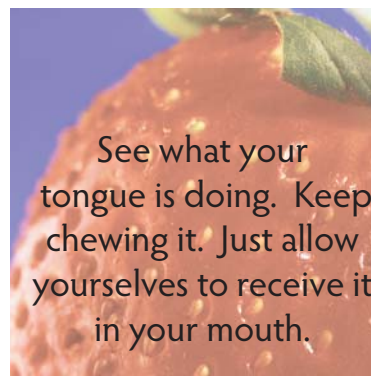 See what your
tongue is doing.  Keep
chewing it.  Just allow
yourselves to receive it
in your mouth.